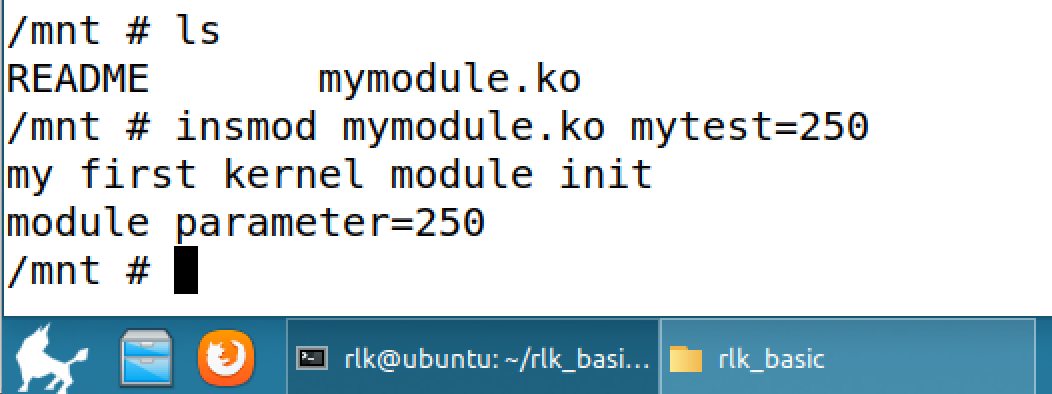 /mnt # ls
README mymodule.ko
/mnt # insmod mymodule.ko mytest=250
my first kernel module init
module parameter=250
/mnt #
rlk@ubuntu: ~/rlk_basi... rlk_basic